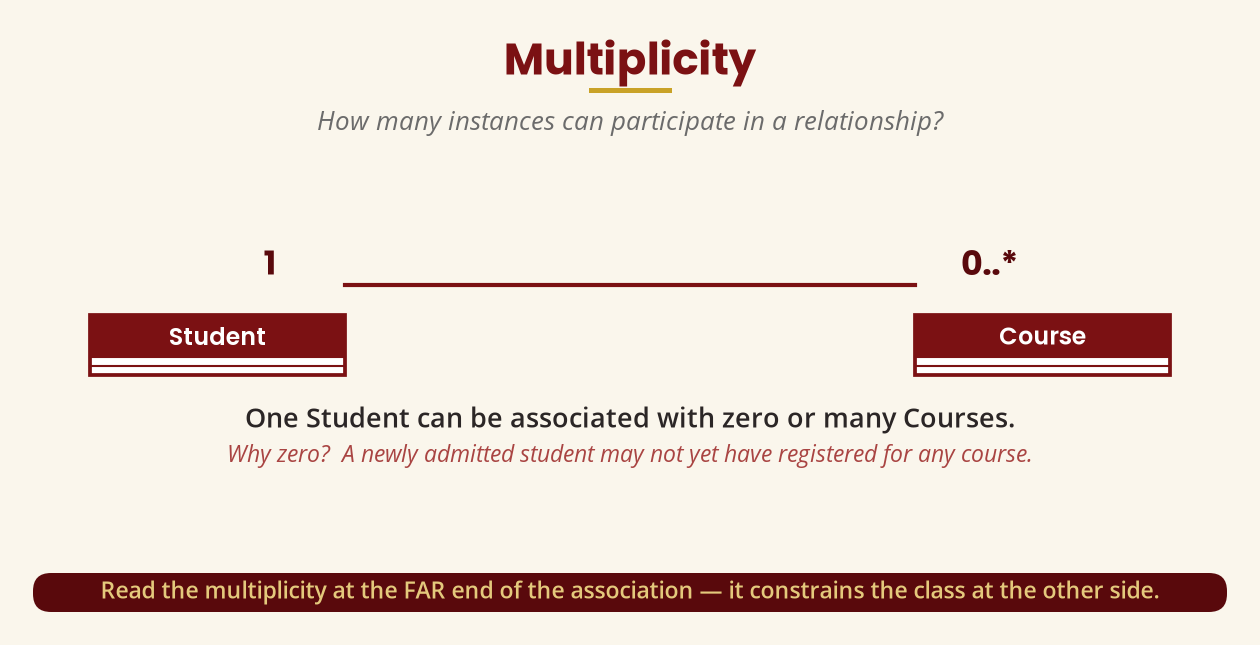 Multiplicity
How many instances can participate in a relationship?
1
0..*
Student
Course
One Student can be associated with zero or many Courses.
Why zero? A newly admitted student may not yet have registered for any course.
Read the multiplicity at the FAR end of the association — it constrains the class at the other side.